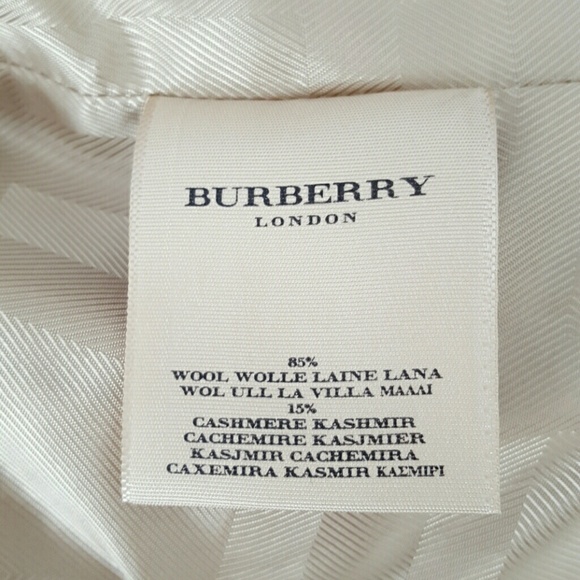 BURBERRY
LONDON
85%
WOOL WOLLE LAINE LANA
WOL ULL LA VILLA ΜΑΛΛΙ
15%
CASHMERE KASHMIR
CACHEMIRE KASJMIER
KASJMIR CACHEMIRA
CAXEMIRA KASMIR ΚΑΣΜΙΡΙ